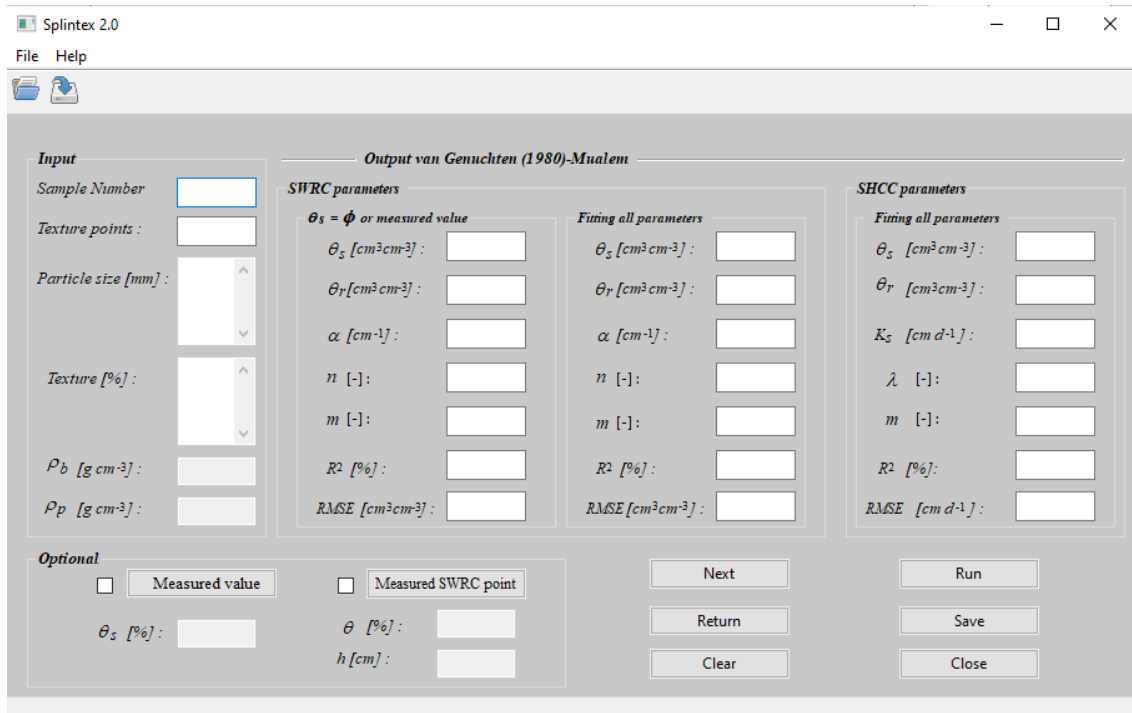 Splintex 2.0
File Help
Input
Sample Number
Texture points :
Particle size [mm] :
Texture [%] :
ρb [g cm-3] :
ρp [g cm-3] :
Output van Genuchten (1980)-Mualem
SWRC parameters
θs = ϕ or measured value
θs [cm3cm-3] :
θr[cm3cm-3] :
α [cm-1] :
n [-] :
m [-] :
R2 [%] :
RMSE [cm3cm-3] :
Fitting all parameters
θs [cm3cm-3] :
θr [cm3cm-3] :
α [cm-1] :
n [-] :
m [-] :
R2 [%] :
RMSE [cm3cm-3] :
SHCC parameters
Fitting all parameters
θs [cm3cm-3] :
θr [cm3cm-3] :
Ks [cm d-1] :
λ [-] :
m [-] :
R2 [%]:
RMSE [cm d-1] :
Optional
Measured value
θs [%] :
Measured SWRC point
θ [%] :
h [cm] :
Next
Run
Return
Save
Clear
Close